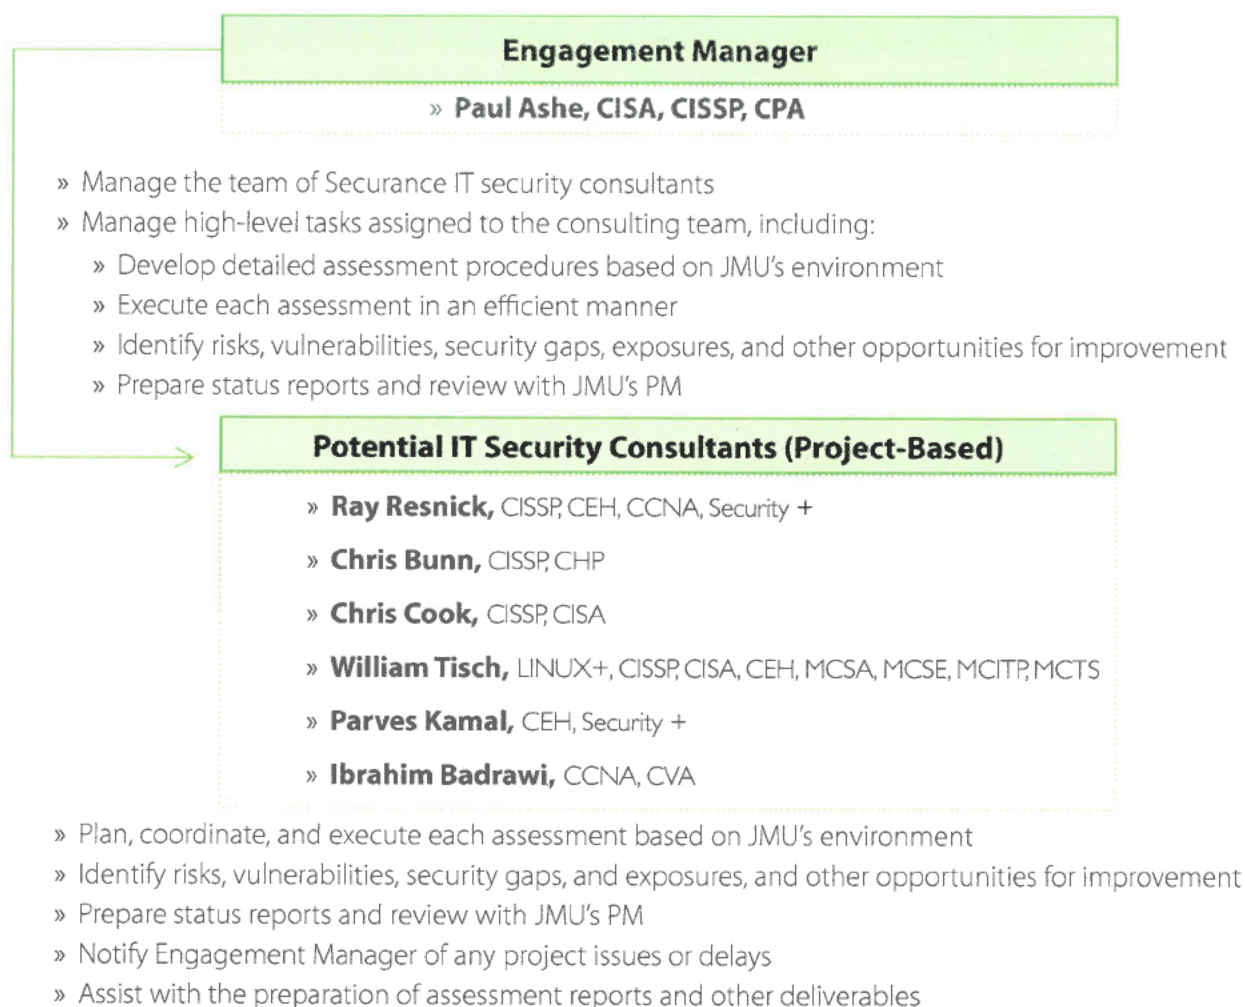 Engagement Manager
» Paul Ashe, CISA, CISSP, CPA
» Manage the team of Securance IT security consultants
» Manage high-level tasks assigned to the consulting team, including:
» Develop detailed assessment procedures based on JMU's environment
» Execute each assessment in an efficient manner
» Identify risks, vulnerabilities, security gaps, exposures, and other opportunities for improvement
» Prepare status reports and review with JMU's PM
Potential IT Security Consultants (Project-Based)
» Ray Resnick, CISSP, CEH, CCNA, Security +
» Chris Bunn, CISSP, CHP
» Chris Cook, CISSP, CISA
» William Tisch, LINUX+, CISSP, CISA, CEH, MCSA, MCSE, MCITP, MCTS
» Parves Kamal, CEH, Security +
» Ibrahim Badrawi, CCNA, CVA
» Plan, coordinate, and execute each assessment based on JMU's environment
» Identify risks, vulnerabilities, security gaps, and exposures, and other opportunities for improvement
» Prepare status reports and review with JMU's PM
» Notify Engagement Manager of any project issues or delays
» Assist with the preparation of assessment reports and other deliverables